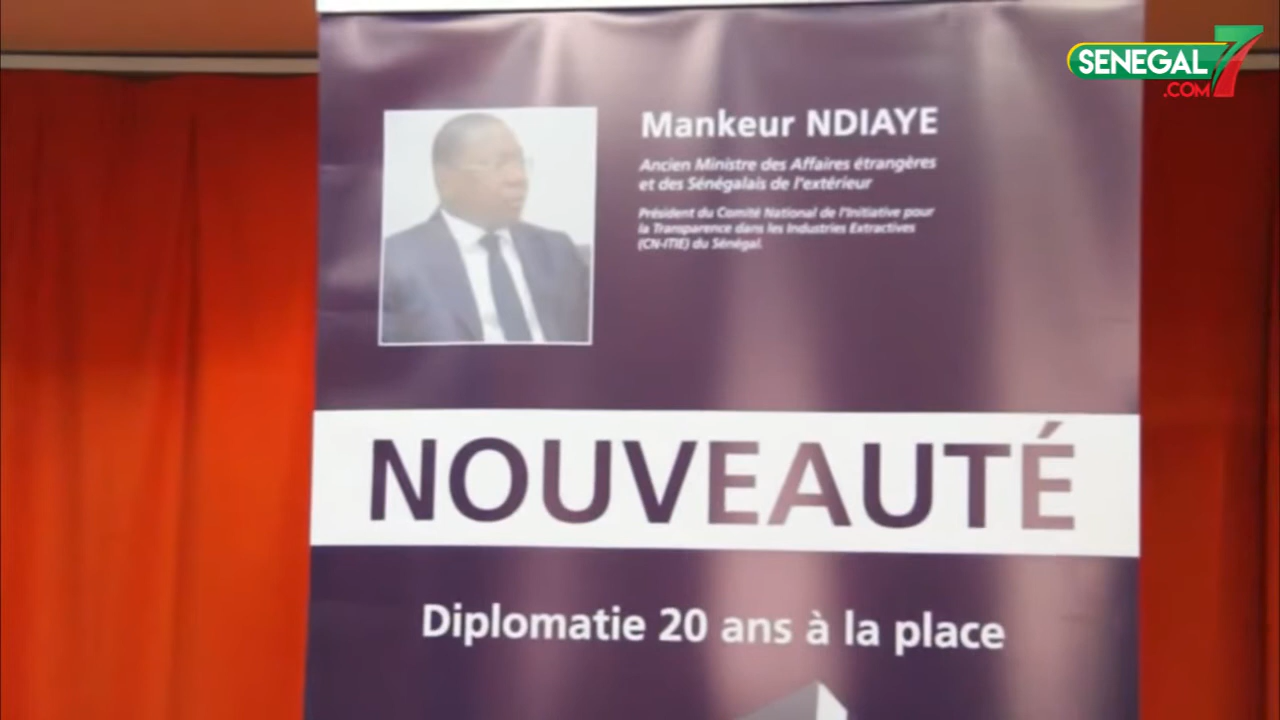 SENEGAL7
.COM
Mankeur NDIAYE
Ancien Ministre des Affaires étrangères
et des Sénégalais de l'extérieur
Président du Comité National de l'Initiative pour
la Transparence dans les Industries Extractives
(CN-ITIE) du Sénégal.
NOUVEAUTÉ
Diplomatie 20 ans à la place